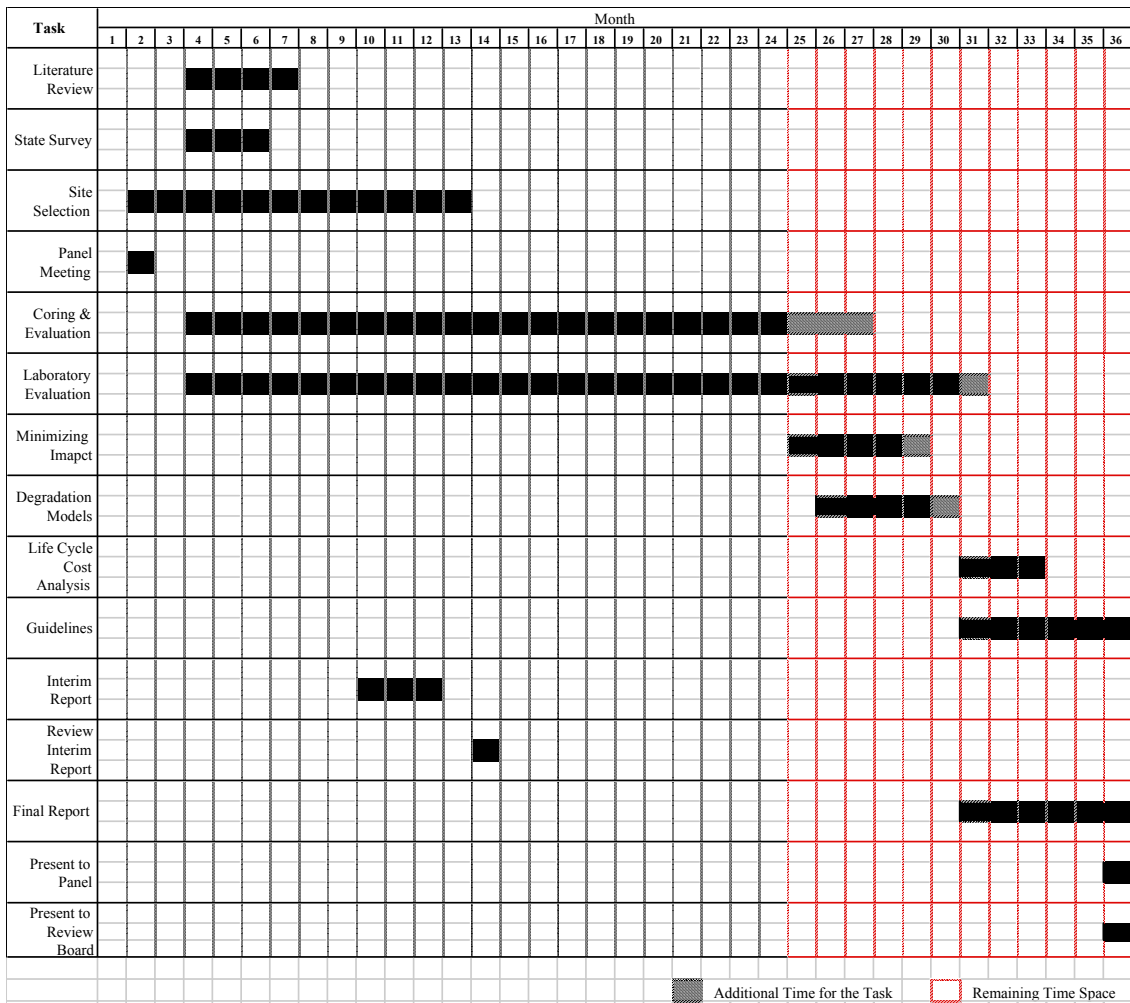 Month
Task
1 2 3 4 5 6 7 8 9 10 11 12 13 14 15 16 17 18 19 20 21 22 23 24 25 26 27 28 29 30 31 32 33 34 35 36
Literature
Review
State Survey
Site
Selection
Panel
Meeting
Coring &
Evaluation
Laboratory
Evaluation
Minimizing
Imapct
Degradation
Models
Life Cycle
Cost
Analysis
Guidelines
Interim
Report
Review
Interim
Report
Final Report
Present to
Panel
Present to
Review
Board
Additional Time for the Task
Remaining Time Space